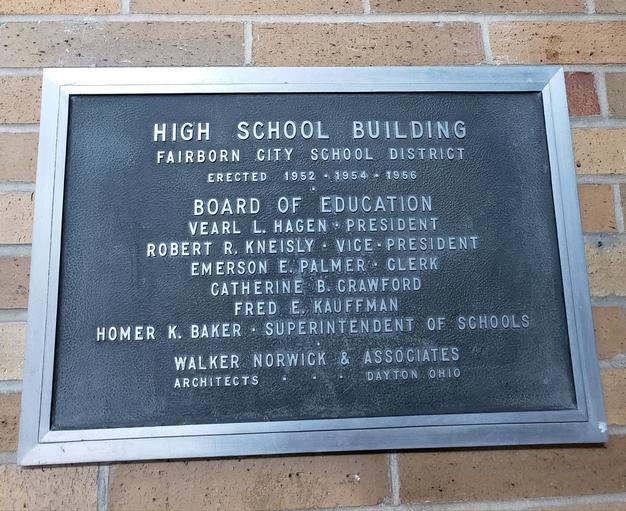 HIGH SCHOOL BUILDING
FAIRBORN CITY SCHOOL DISTRICT
ERECTED 1952 · 1954 · 1956
BOARD OF EDUCATION
VEARL L. HAGEN · PRESIDENT
ROBERT R. KNEISLY · VICE · PRESIDENT
EMERSON E. PALMER · CLERK
CATHERINE B. CRAWFORD
FRED E. KAUFFMAN
HOMER K. BAKER · SUPERINTENDENT OF SCHOOLS
WALKER NORWICK & ASSOCIATES
ARCHITECTS · · · DAYTON OHIO